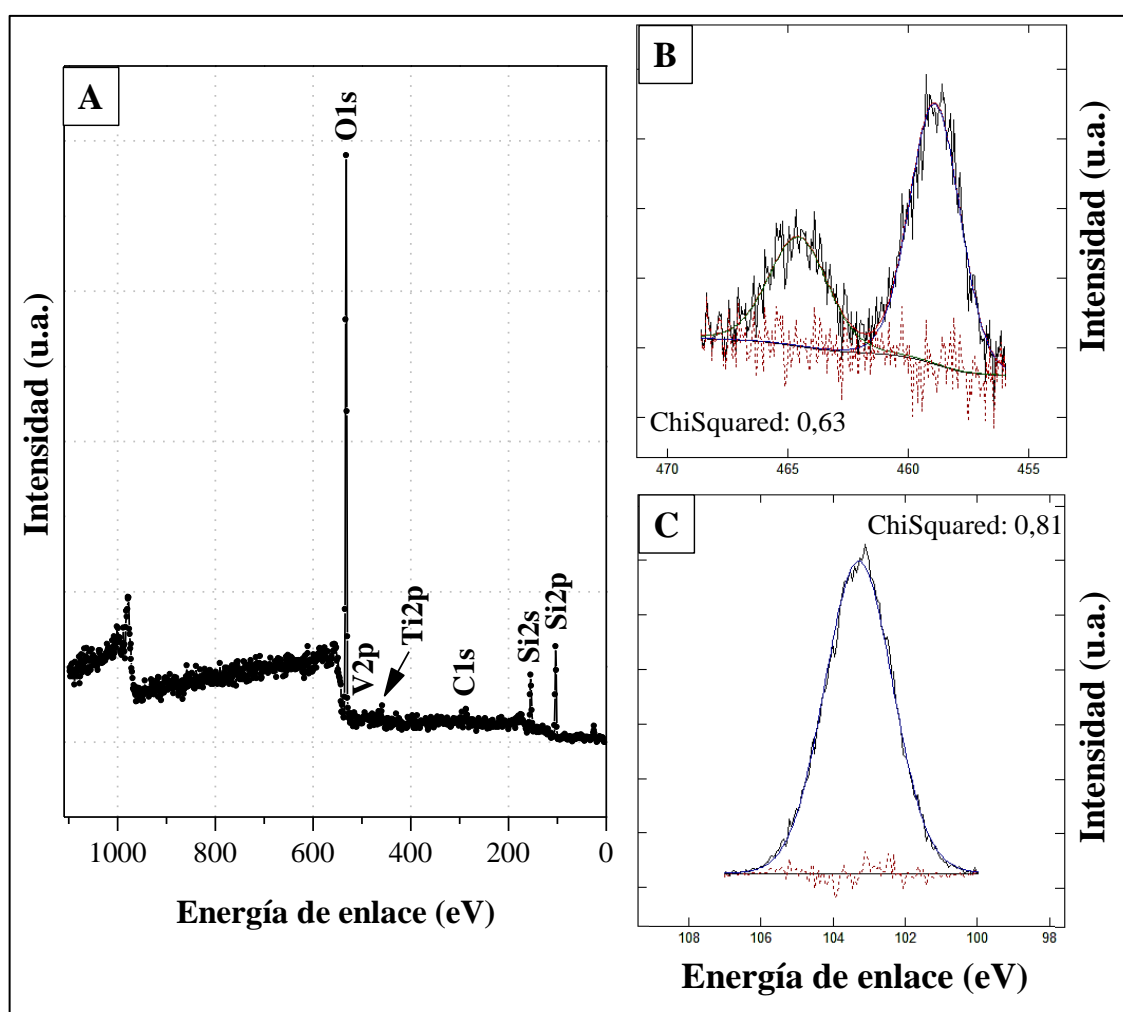 A
O1s
V2p
Ti2p
C1s
Si2s
Si2p
Intensidad (u.a.)
1000 800 600 400 200 0
Energía de enlace (eV)
B
ChiSquared: 0,63
470 465 460 455
Intensidad (u.a.)
C
ChiSquared: 0,81
108 106 104 102 100 98
Intensidad (u.a.)
Energía de enlace (eV)